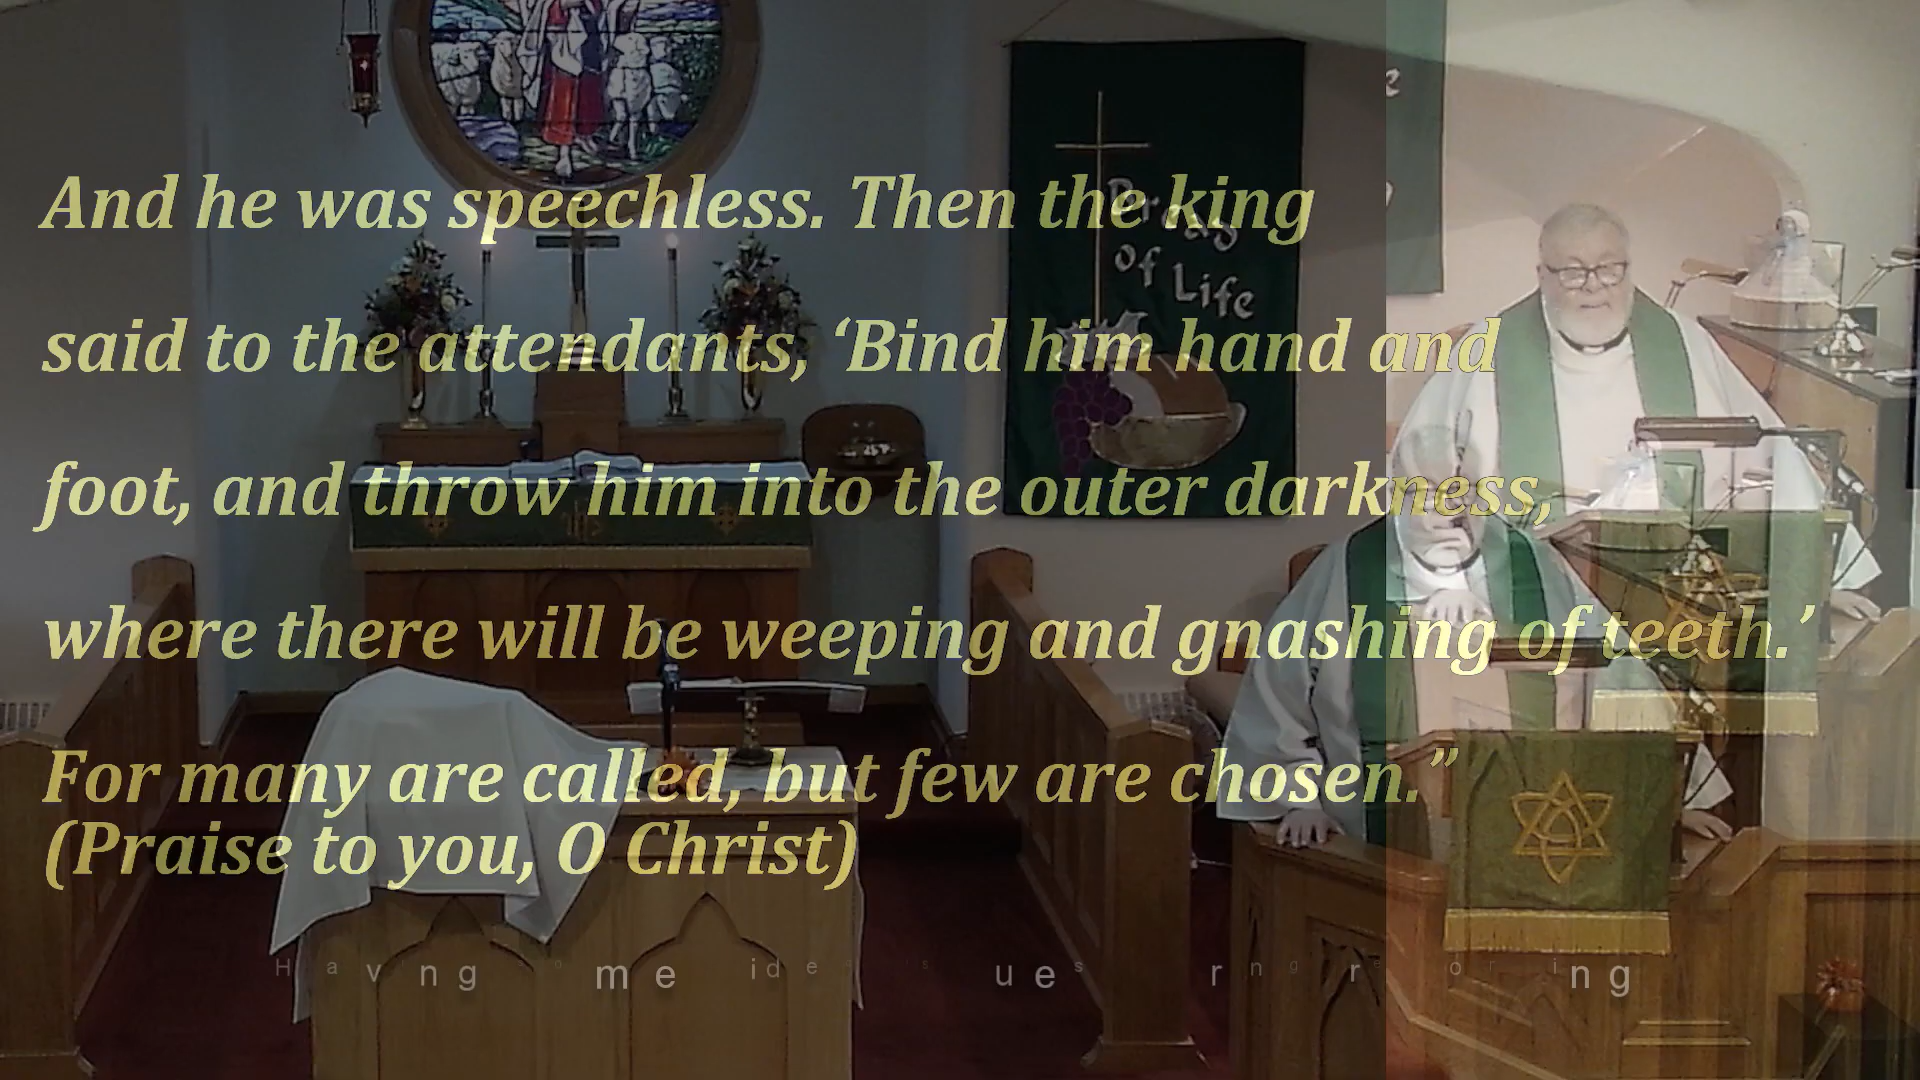 And he was speechless. Then the king
said to the attendants, ‘Bind him hand and
foot, and throw him into the outer darkness,
where there will be weeping and gnashing of teeth.’
For many are called, but few are chosen.”
(Praise to you, O Christ)
of Life